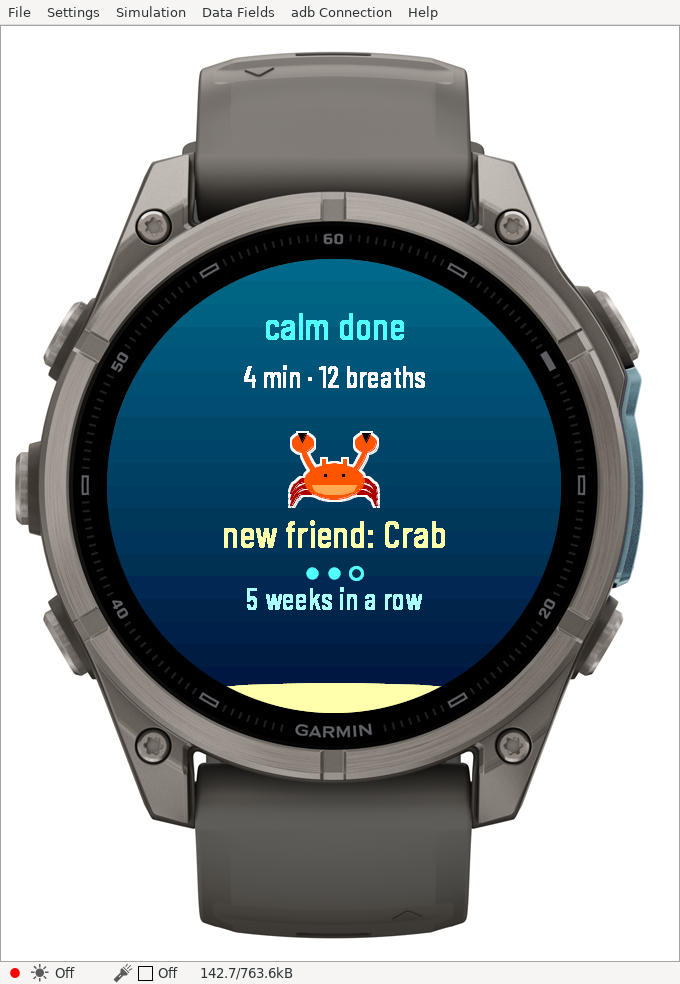 File Settings Simulation Data Fields adb Connection Help
60
calm done
50
4 min · 12 breaths
new friend: Crab
5 weeks in a row
40
20
GARMIN
Off Off 142.7/763.6kB